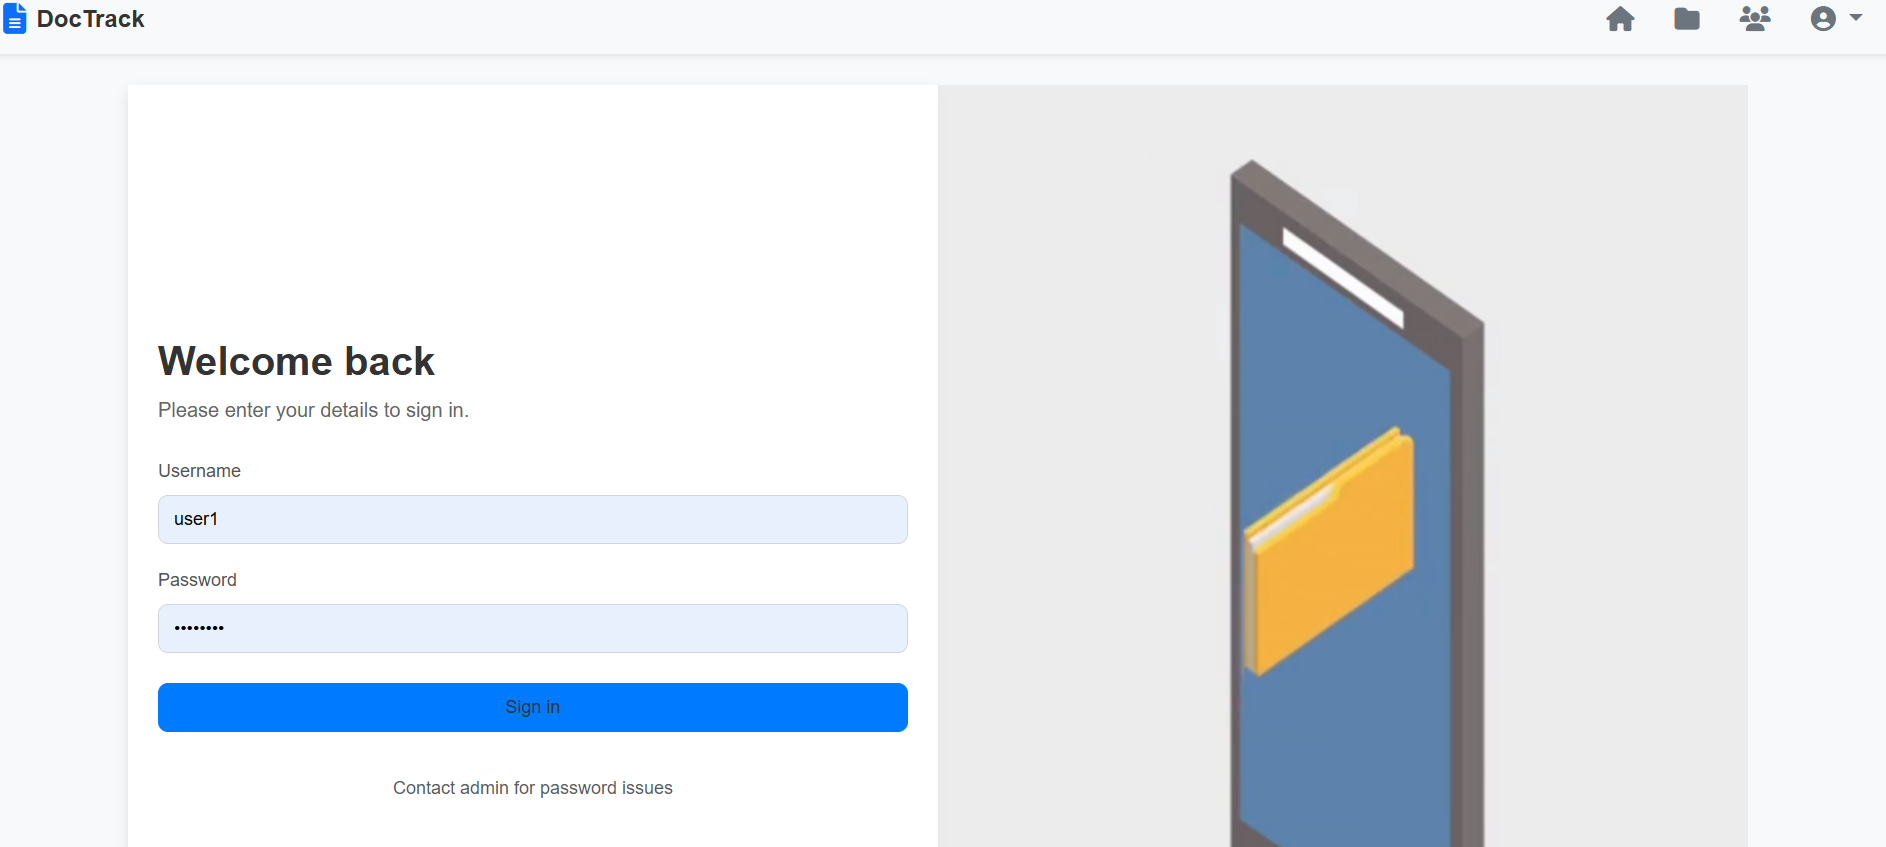 DocTrack
Welcome back
Please enter your details to sign in.
Username
user1
Password
••••••••
Sign in
Contact admin for password issues